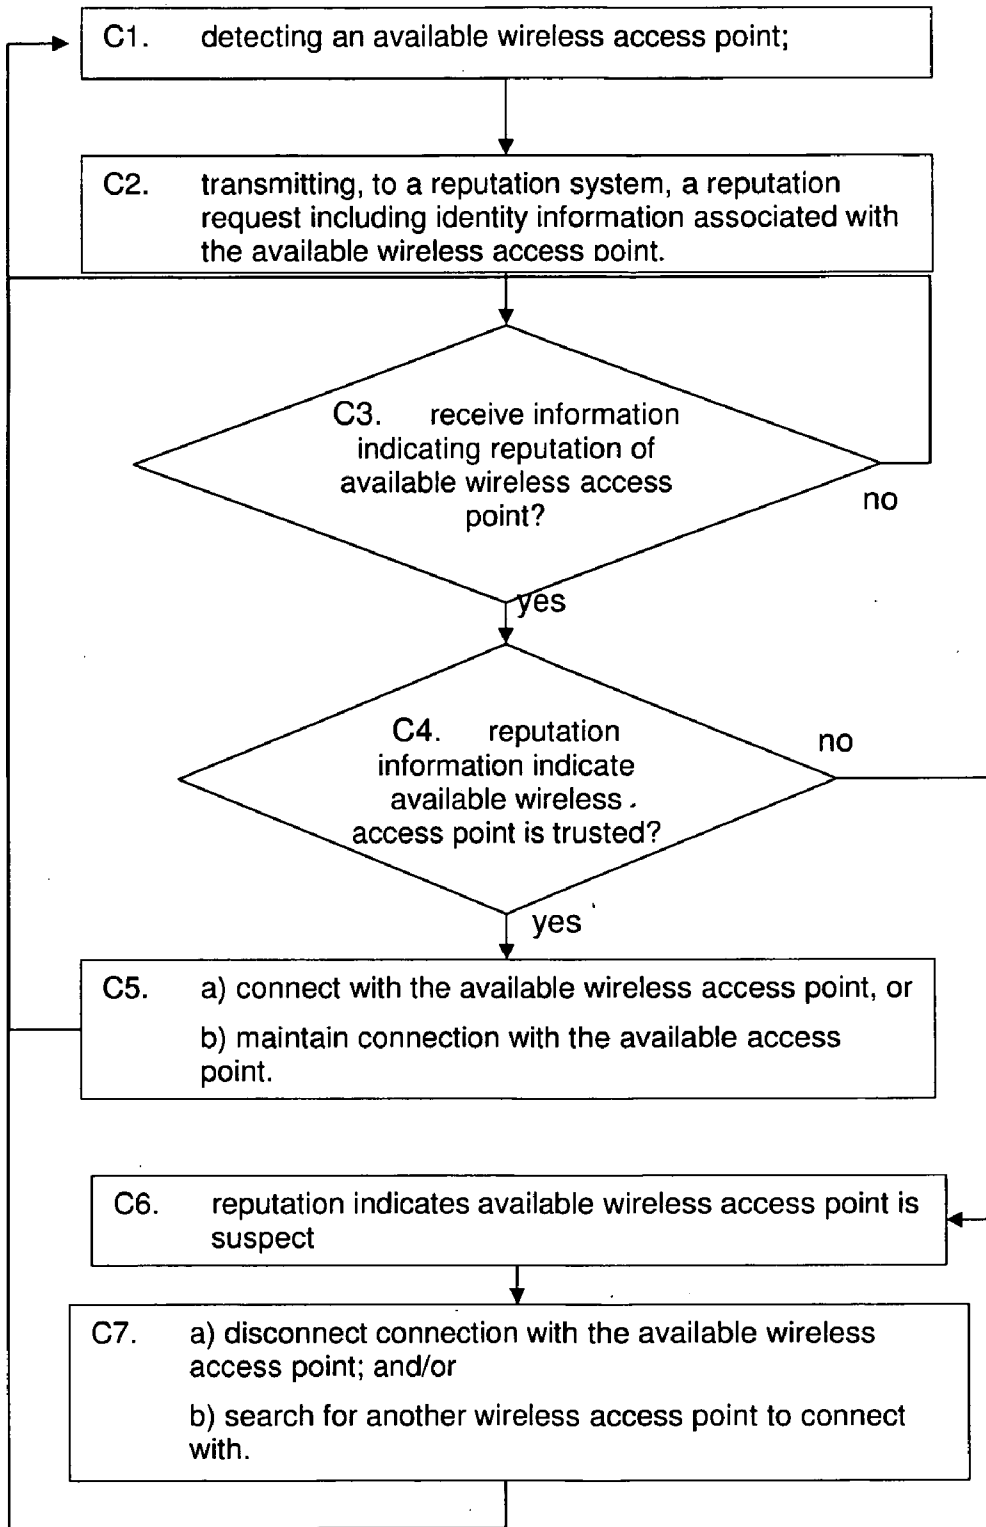 C1. detecting an available wireless access point;
C2. transmitting, to a reputation system, a reputation
request including identity information associated with
the available wireless access point.
C3. receive information
indicating reputation of
available wireless access
point?
no
yes
C4. reputation
information indicate
available wireless
access point is trusted?
no
yes
C5. a) connect with the available wireless access point, or
b) maintain connection with the available access
point.
C6. reputation indicates available wireless access point is
suspect
C7. a) disconnect connection with the available wireless
access point; and/or
b) search for another wireless access point to connect
with.